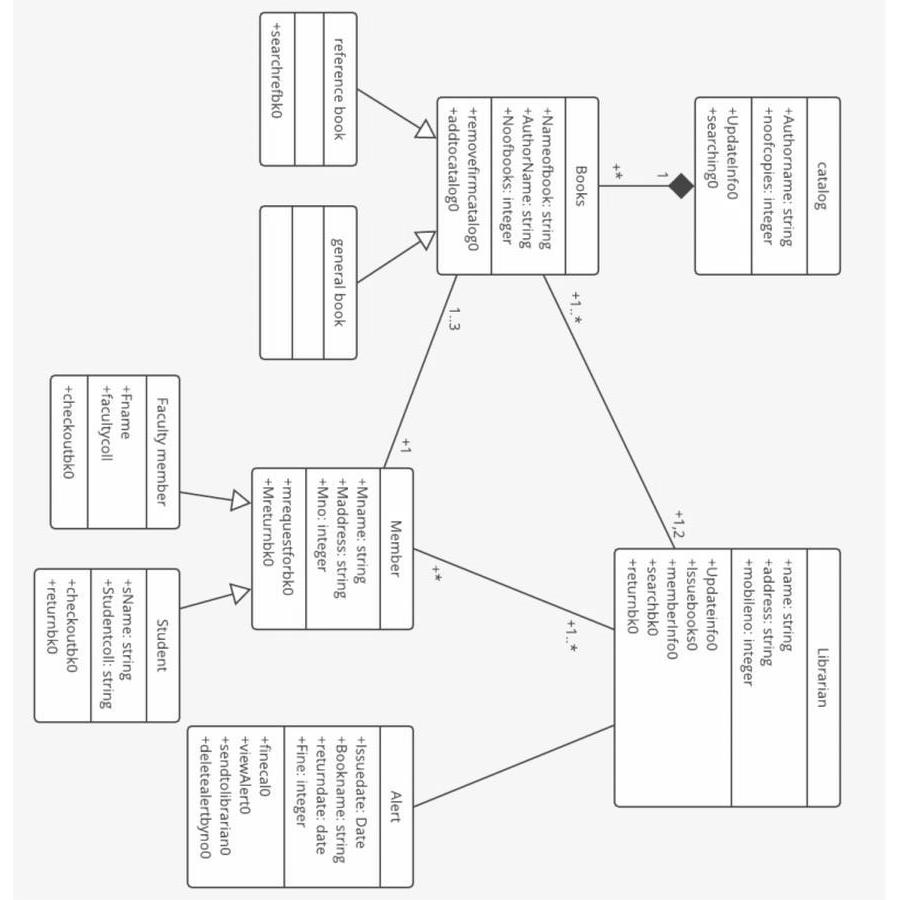 catalog
+Authorname: string
+noofcopies: integer
+UpdateInfo0
+searching0
1
+*
Books
+Nameofbook: string
+AuthorName: string
+Noofbooks: integer
+removefirmcatalog0
+addtocatalog0
reference book
+searchrefbk0
general book
+1..*
+1,2
1..3
+1
Librarian
+name: string
+address: string
+mobileno: integer
+Updateinfo0
+Issuebooks0
+memberInfo0
+searchbk0
+returnbk0
Member
+Mname: string
+Maddress: string
+Mno: integer
+mrequestforbk0
+Mreturnbk0
+*
+1..*
Faculty member
+Fname
+facultycoll
+checkoutbk0
Student
+sName: string
+Studentcoll: string
+checkoutbk0
+returnbk0
Alert
+Issuedate: Date
+Bookname: string
+returndate: date
+Fine: integer
+finecal0
+viewAlert0
+sendtolibrarian0
+deletealertbyno0